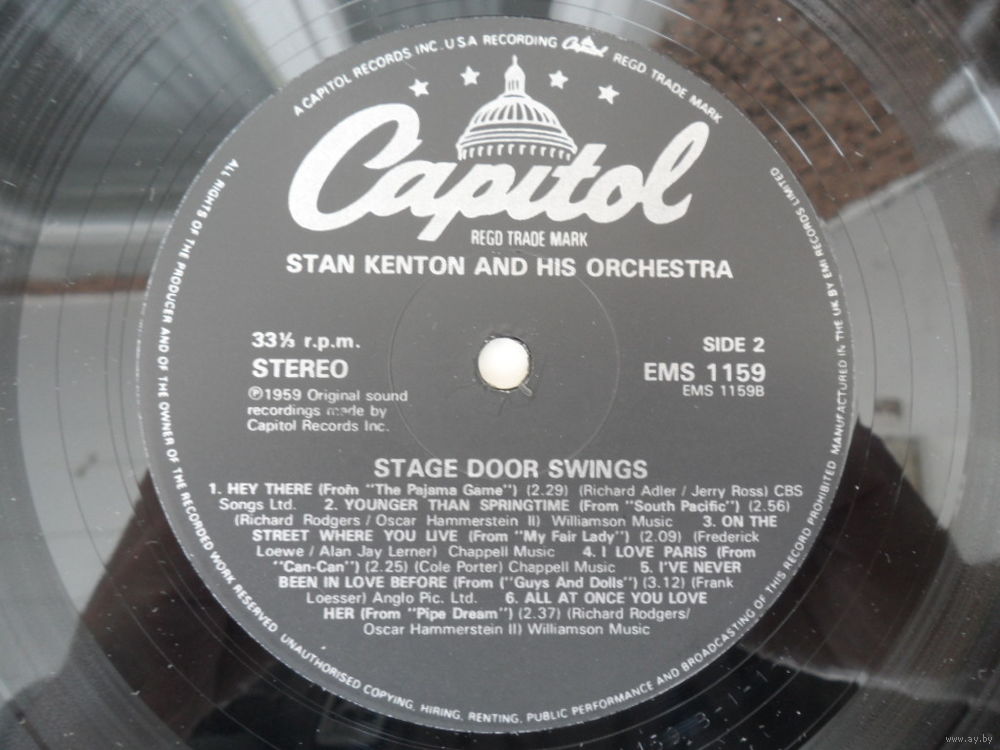 A CAPITOL RECORDS INC. U.S.A RECORDING Capitol REGD TRADE MARK
Capitol
REGD TRADE MARK
STAN KENTON AND HIS ORCHESTRA
33⅓ r.p.m.
STEREO
℗1959 Original sound
recordings made by
Capitol Records Inc.
SIDE 2
EMS 1159
EMS 1159B
STAGE DOOR SWINGS
1. HEY THERE (From "The Pajama Game") (2.29) (Richard Adler / Jerry Ross) CBS
Songs Ltd. 2. YOUNGER THAN SPRINGTIME (From "South Pacific") (2.56)
(Richard Rodgers / Oscar Hammerstein II) Williamson Music 3. ON THE
STREET WHERE YOU LIVE (From "My Fair Lady") (2.09) (Frederick
Loewe / Alan Jay Lerner) Chappell Music 4. I LOVE PARIS (From
"Can-Can") (2.25) (Cole Porter) Chappell Music 5. I'VE NEVER
BEEN IN LOVE BEFORE (From ("Guys And Dolls") (3.12) (Frank
Loesser) Anglo Pic. Ltd. 6. ALL AT ONCE YOU LOVE
HER (From "Pipe Dream") (2.37) (Richard Rodgers/
Oscar Hammerstein II) Williamson Music
ALL RIGHTS OF THE PRODUCER AND OF THE OWNER OF THE RECORDED WORK RESERVED. UNAUTHORISED COPYING, HIRING, RENTING, PUBLIC PERFORMANCE AND BROADCASTING OF THIS RECORD PROHIBITED MANUFACTURED IN THE UK BY EMI RECORDS LIMITED
www.ay.by